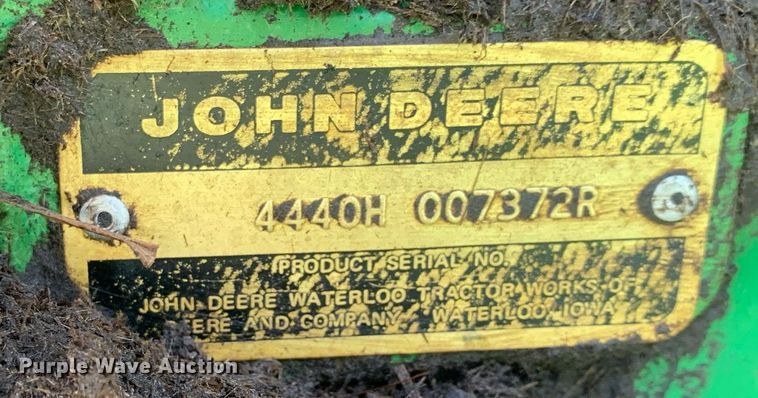 JOHN DEERE
4440H 007372R
PRODUCT SERIAL NO.
JOHN DEERE WATERLOO TRACTOR WORKS OF
DEERE AND COMPANY WATERLOO, IOWA
Purple Wave Auction